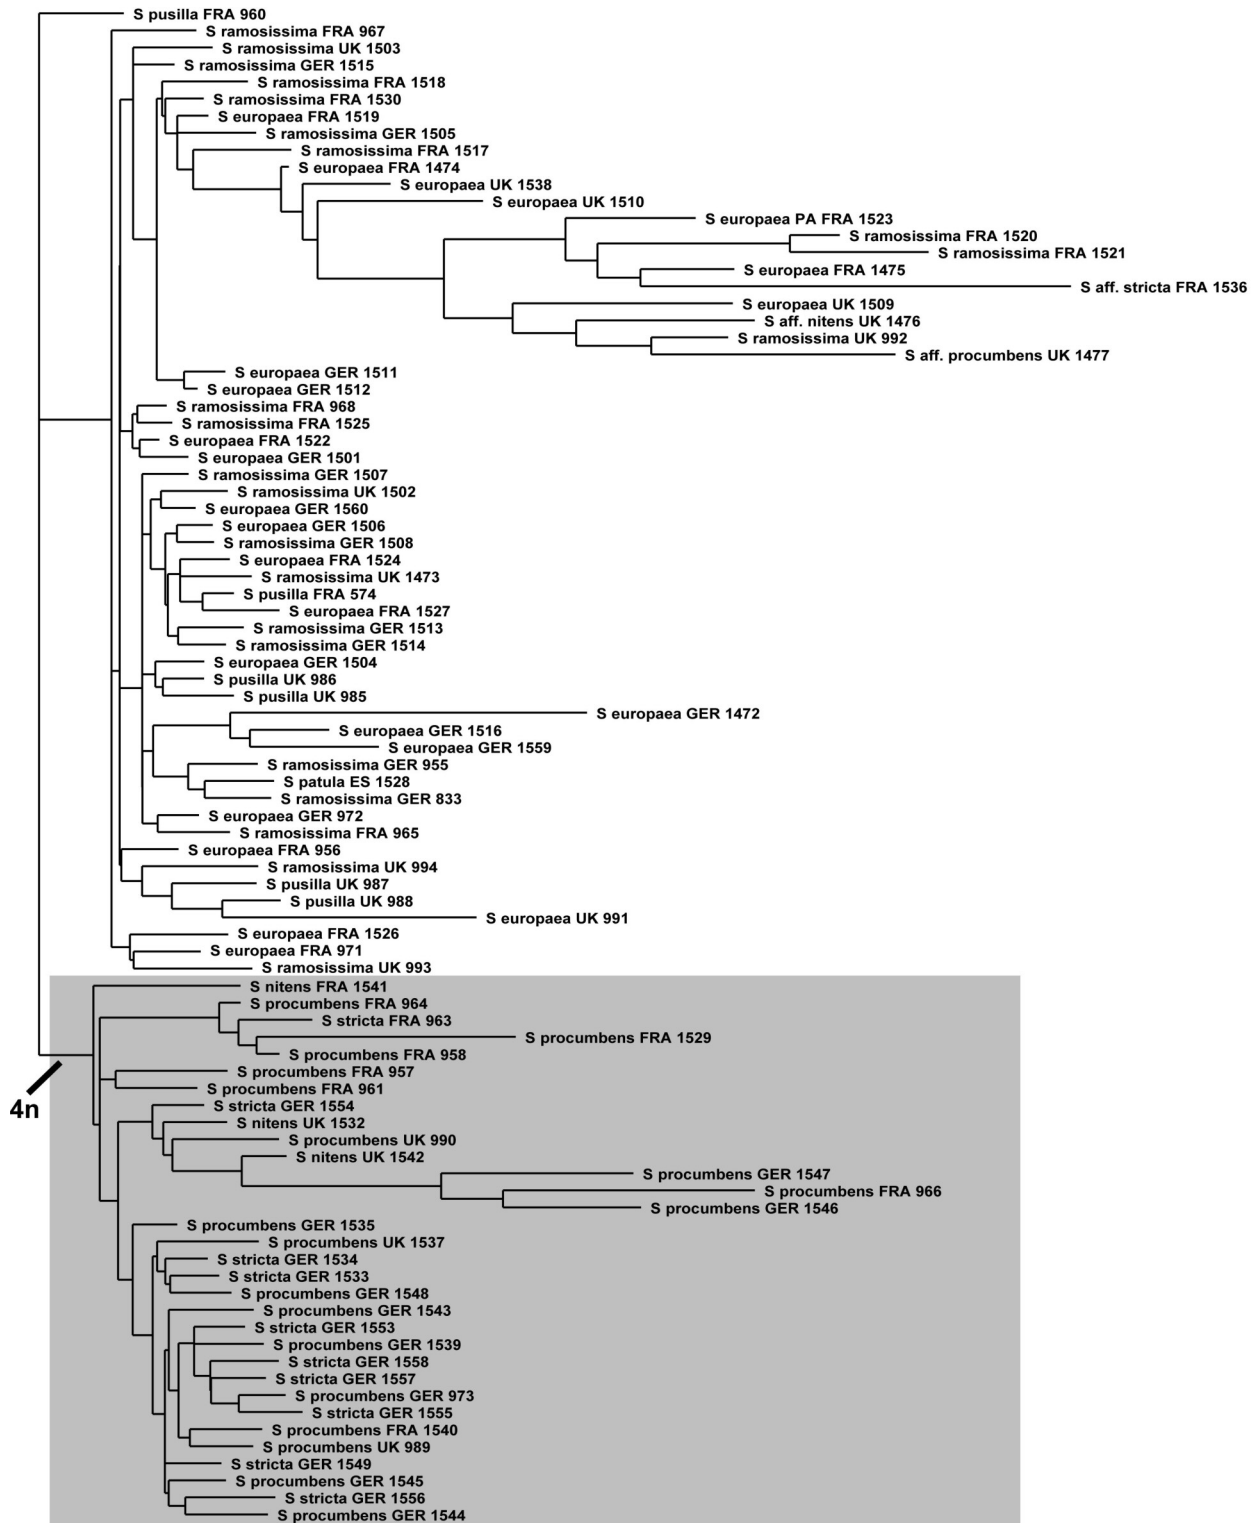 S pusilla FRA 960
S ramosissima FRA 967
S ramosissima UK 1503
S ramosissima GER 1515
S ramosissima FRA 1518
S ramosissima FRA 1530
S europaea FRA 1519
S ramosissima GER 1505
S ramosissima FRA 1517
S europaea FRA 1474
S europaea UK 1538
S europaea UK 1510
S europaea PA FRA 1523
S ramosissima FRA 1520
S ramosissima FRA 1521
S europaea FRA 1475
S aff. stricta FRA 1536
S europaea UK 1509
S aff. nitens UK 1476
S ramosissima UK 992
S aff. procumbens UK 1477
S europaea GER 1511
S europaea GER 1512
S ramosissima FRA 968
S ramosissima FRA 1525
S europaea FRA 1522
S europaea GER 1501
S ramosissima GER 1507
S ramosissima UK 1502
S europaea GER 1560
S europaea GER 1506
S ramosissima GER 1508
S europaea FRA 1524
S ramosissima UK 1473
S pusilla FRA 574
S europaea FRA 1527
S ramosissima GER 1513
S ramosissima GER 1514
S europaea GER 1504
S pusilla UK 986
S pusilla UK 985
S europaea GER 1472
S europaea GER 1516
S europaea GER 1559
S ramosissima GER 955
S patula ES 1528
S ramosissima GER 833
S europaea GER 972
S ramosissima FRA 965
S europaea FRA 956
S ramosissima UK 994
S pusilla UK 987
S pusilla UK 988
S europaea UK 991
S europaea FRA 1526
S europaea FRA 971
S ramosissima UK 993
S nitens FRA 1541
S procumbens FRA 964
S stricta FRA 963
S procumbens FRA 1529
S procumbens FRA 958
S procumbens FRA 957
S procumbens FRA 961
4n
S stricta GER 1554
S nitens UK 1532
S procumbens UK 990
S nitens UK 1542
S procumbens GER 1547
S procumbens FRA 966
S procumbens GER 1546
S procumbens GER 1535
S procumbens UK 1537
S stricta GER 1534
S stricta GER 1533
S procumbens GER 1548
S procumbens GER 1543
S stricta GER 1553
S procumbens GER 1539
S stricta GER 1558
S stricta GER 1557
S procumbens GER 973
S stricta GER 1555
S procumbens FRA 1540
S procumbens UK 989
S stricta GER 1549
S procumbens GER 1545
S stricta GER 1556
S procumbens GER 1544